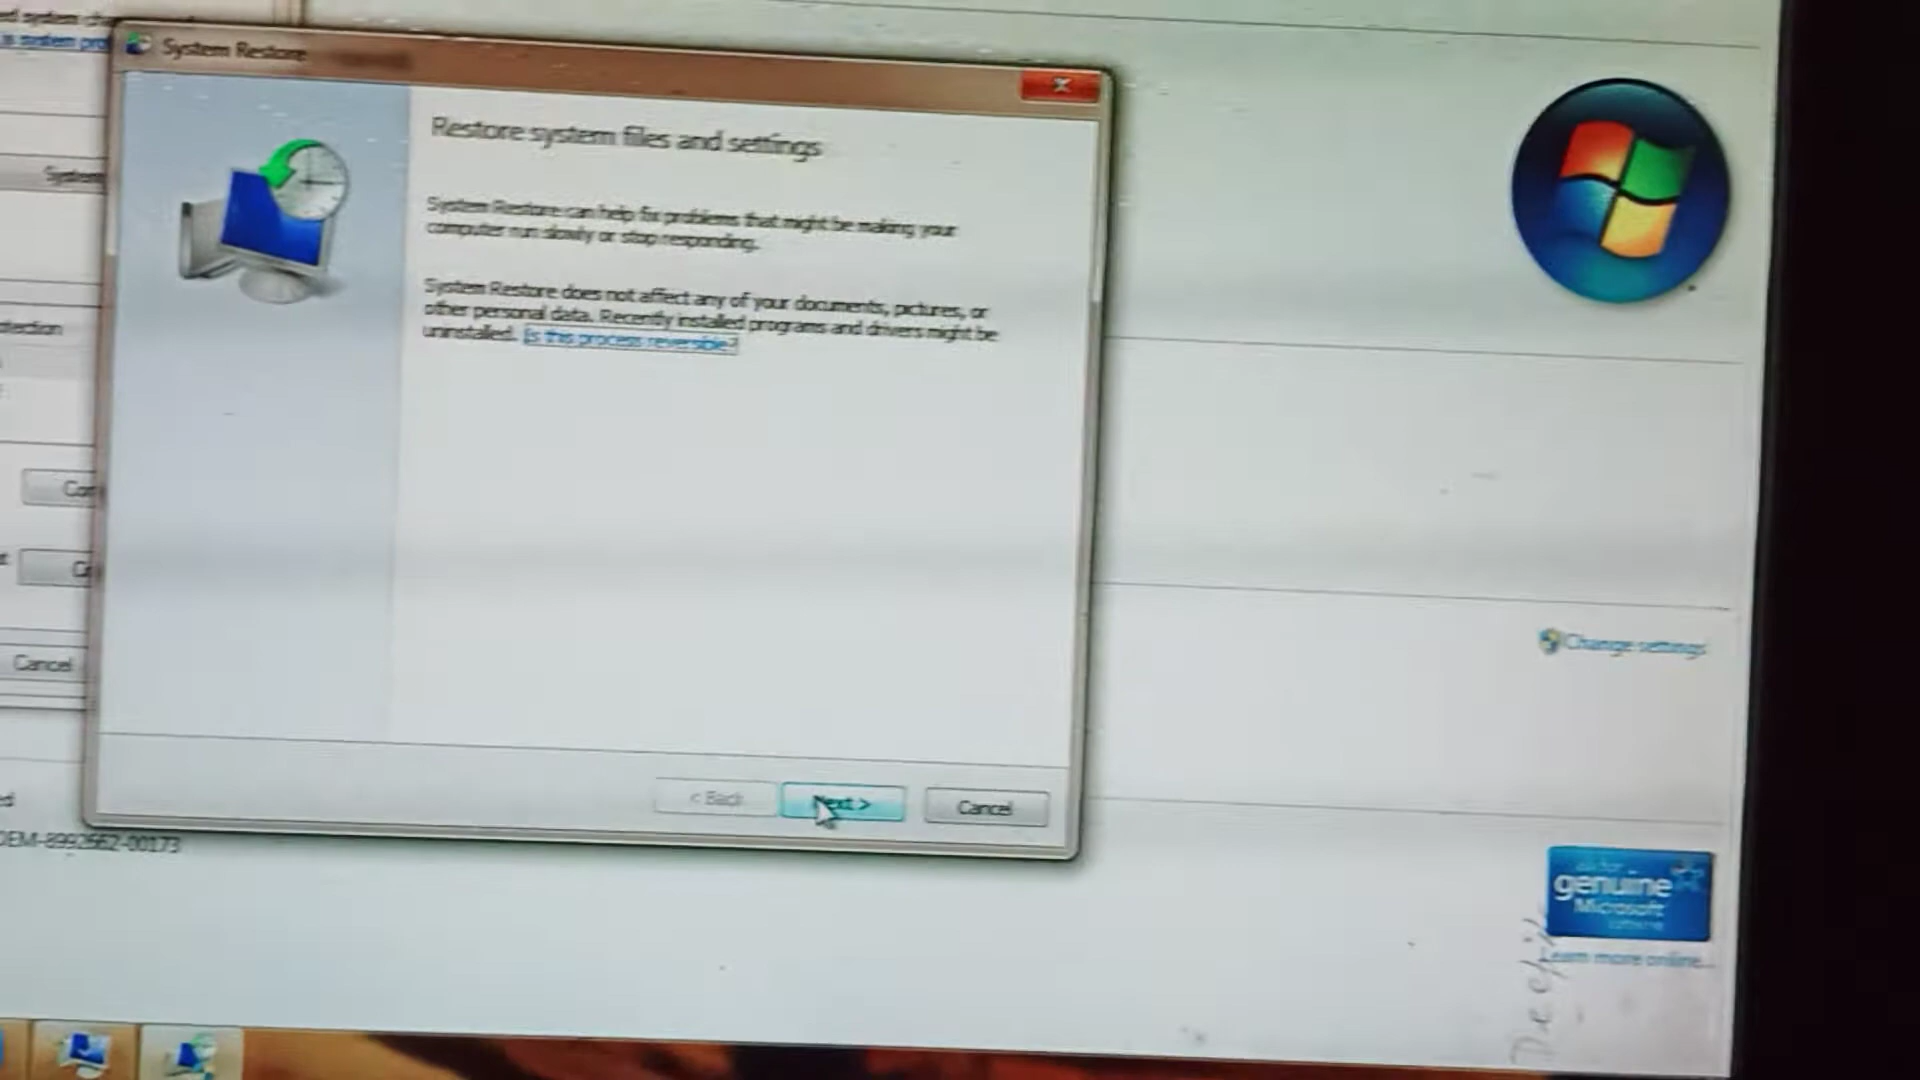 System Restore
Restore system files and settings
System Restore can help fix problems that might be making your
computer run slowly or stop responding.
System Restore does not affect any of your documents, pictures, or
other personal data. Recently installed programs and drivers might be
uninstalled. Is this process reversible?
< Back
Next >
Cancel
System
Cancel
OEM-8992662-00173
Change settings
genuine
Microsoft
software
Learn more online...